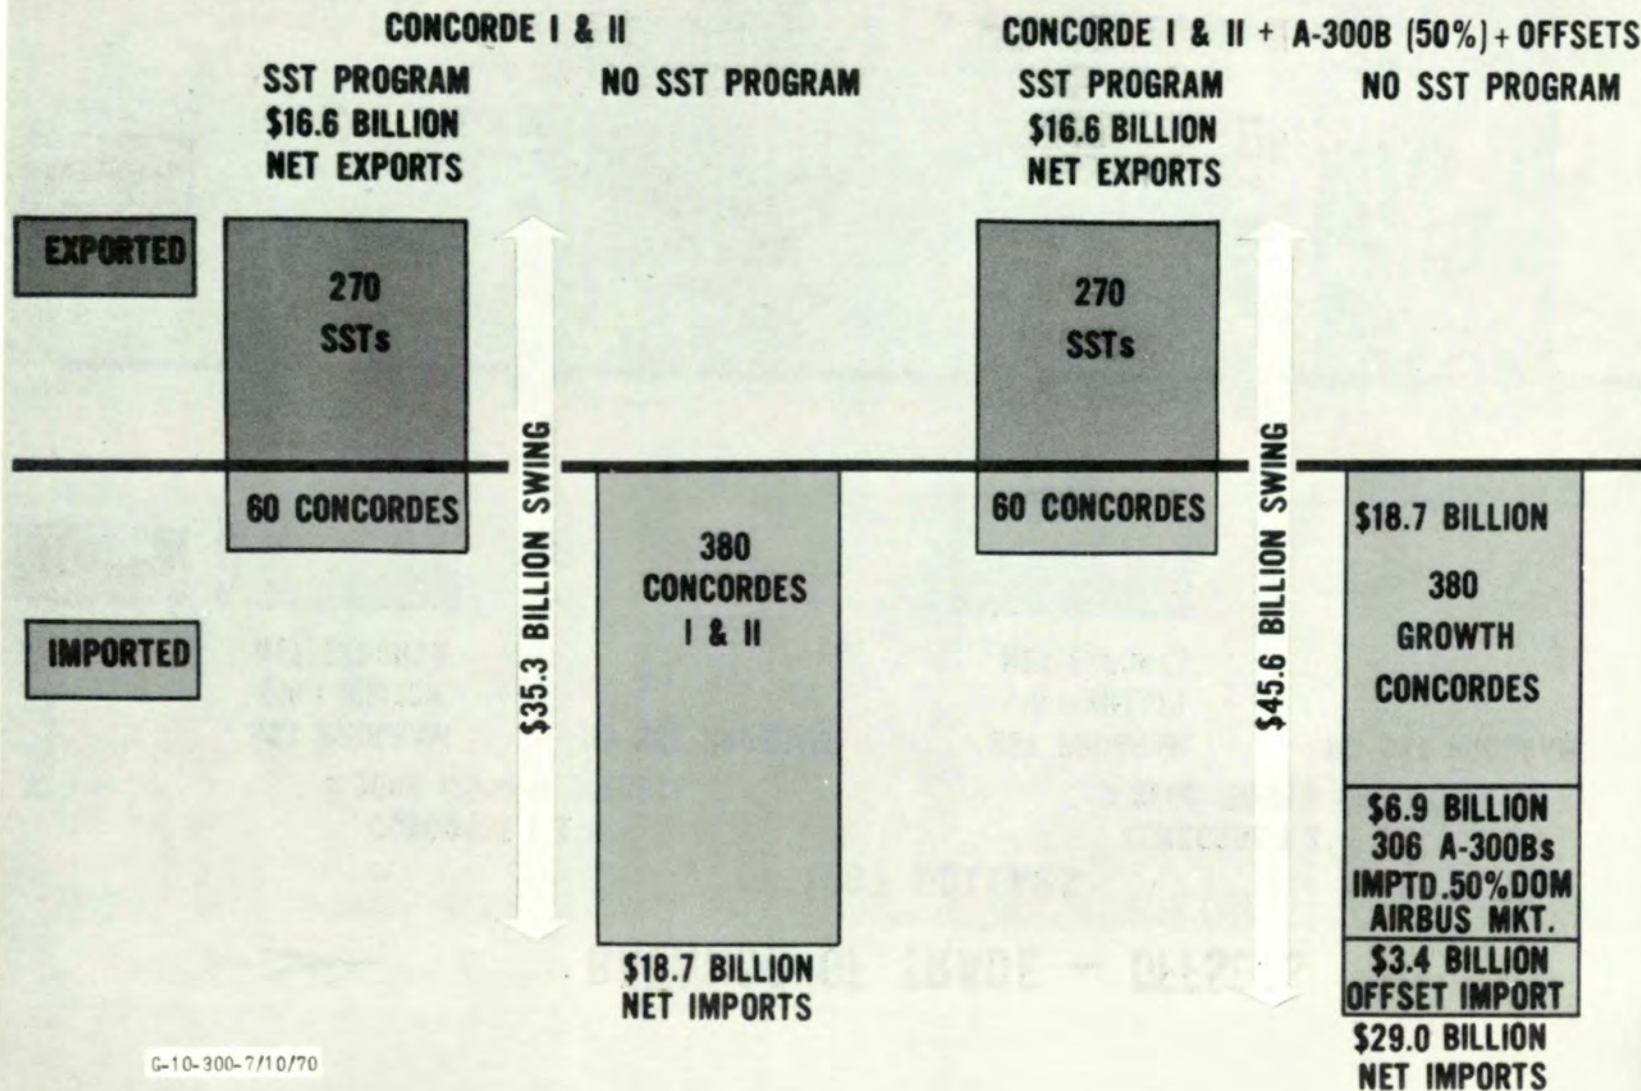 CONCORDE I & II
SST PROGRAM
$16.6 BILLION
NET EXPORTS
NO SST PROGRAM
EXPORTED
270
SSTs
60 CONCORDES
IMPORTED
$35.3 BILLION SWING
380
CONCORDES
I & II
$18.7 BILLION
NET IMPORTS
CONCORDE I & II + A-300B (50%) + OFFSETS
SST PROGRAM
$16.6 BILLION
NET EXPORTS
NO SST PROGRAM
270
SSTs
60 CONCORDES
$45.6 BILLION SWING
$18.7 BILLION
380
GROWTH
CONCORDES
$6.9 BILLION
306 A-300Bs
IMPTD.50%DOM
AIRBUS MKT.
$3.4 BILLION
OFFSET IMPORT
$29.0 BILLION
NET IMPORTS
G-10-300-7/10/70